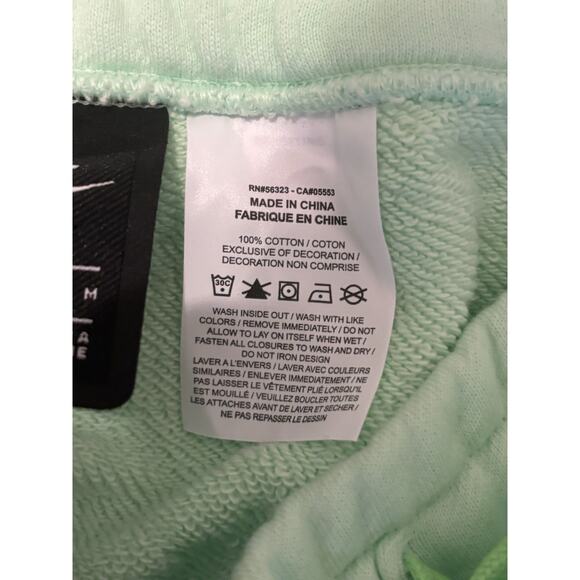 RN#56323 - CA#05553
MADE IN CHINA
FABRIQUE EN CHINE
100% COTTON / COTON
EXCLUSIVE OF DECORATION /
DECORATION NON COMPRISE
30C
WASH INSIDE OUT / WASH WITH LIKE
COLORS / REMOVE IMMEDIATELY / DO NOT
ALLOW TO LAY ON ITSELF WHEN WET /
FASTEN ALL CLOSURES TO WASH AND DRY /
DO NOT IRON DESIGN
LAVER A L'ENVERS / LAVER AVEC COULEURS
SIMILAIRES / ENLEVER IMMEDIATEMENT / NE
PAS LAISSER LE VÊTEMENT PLIÉ LORSQU'IL
EST MOUILLÉ / VEUILLEZ BOUCLER TOUTES
LES ATTACHES AVANT DE LAVER ET SÉCHER /
NE PAS REPASSER LE DESSIN
M
A
E